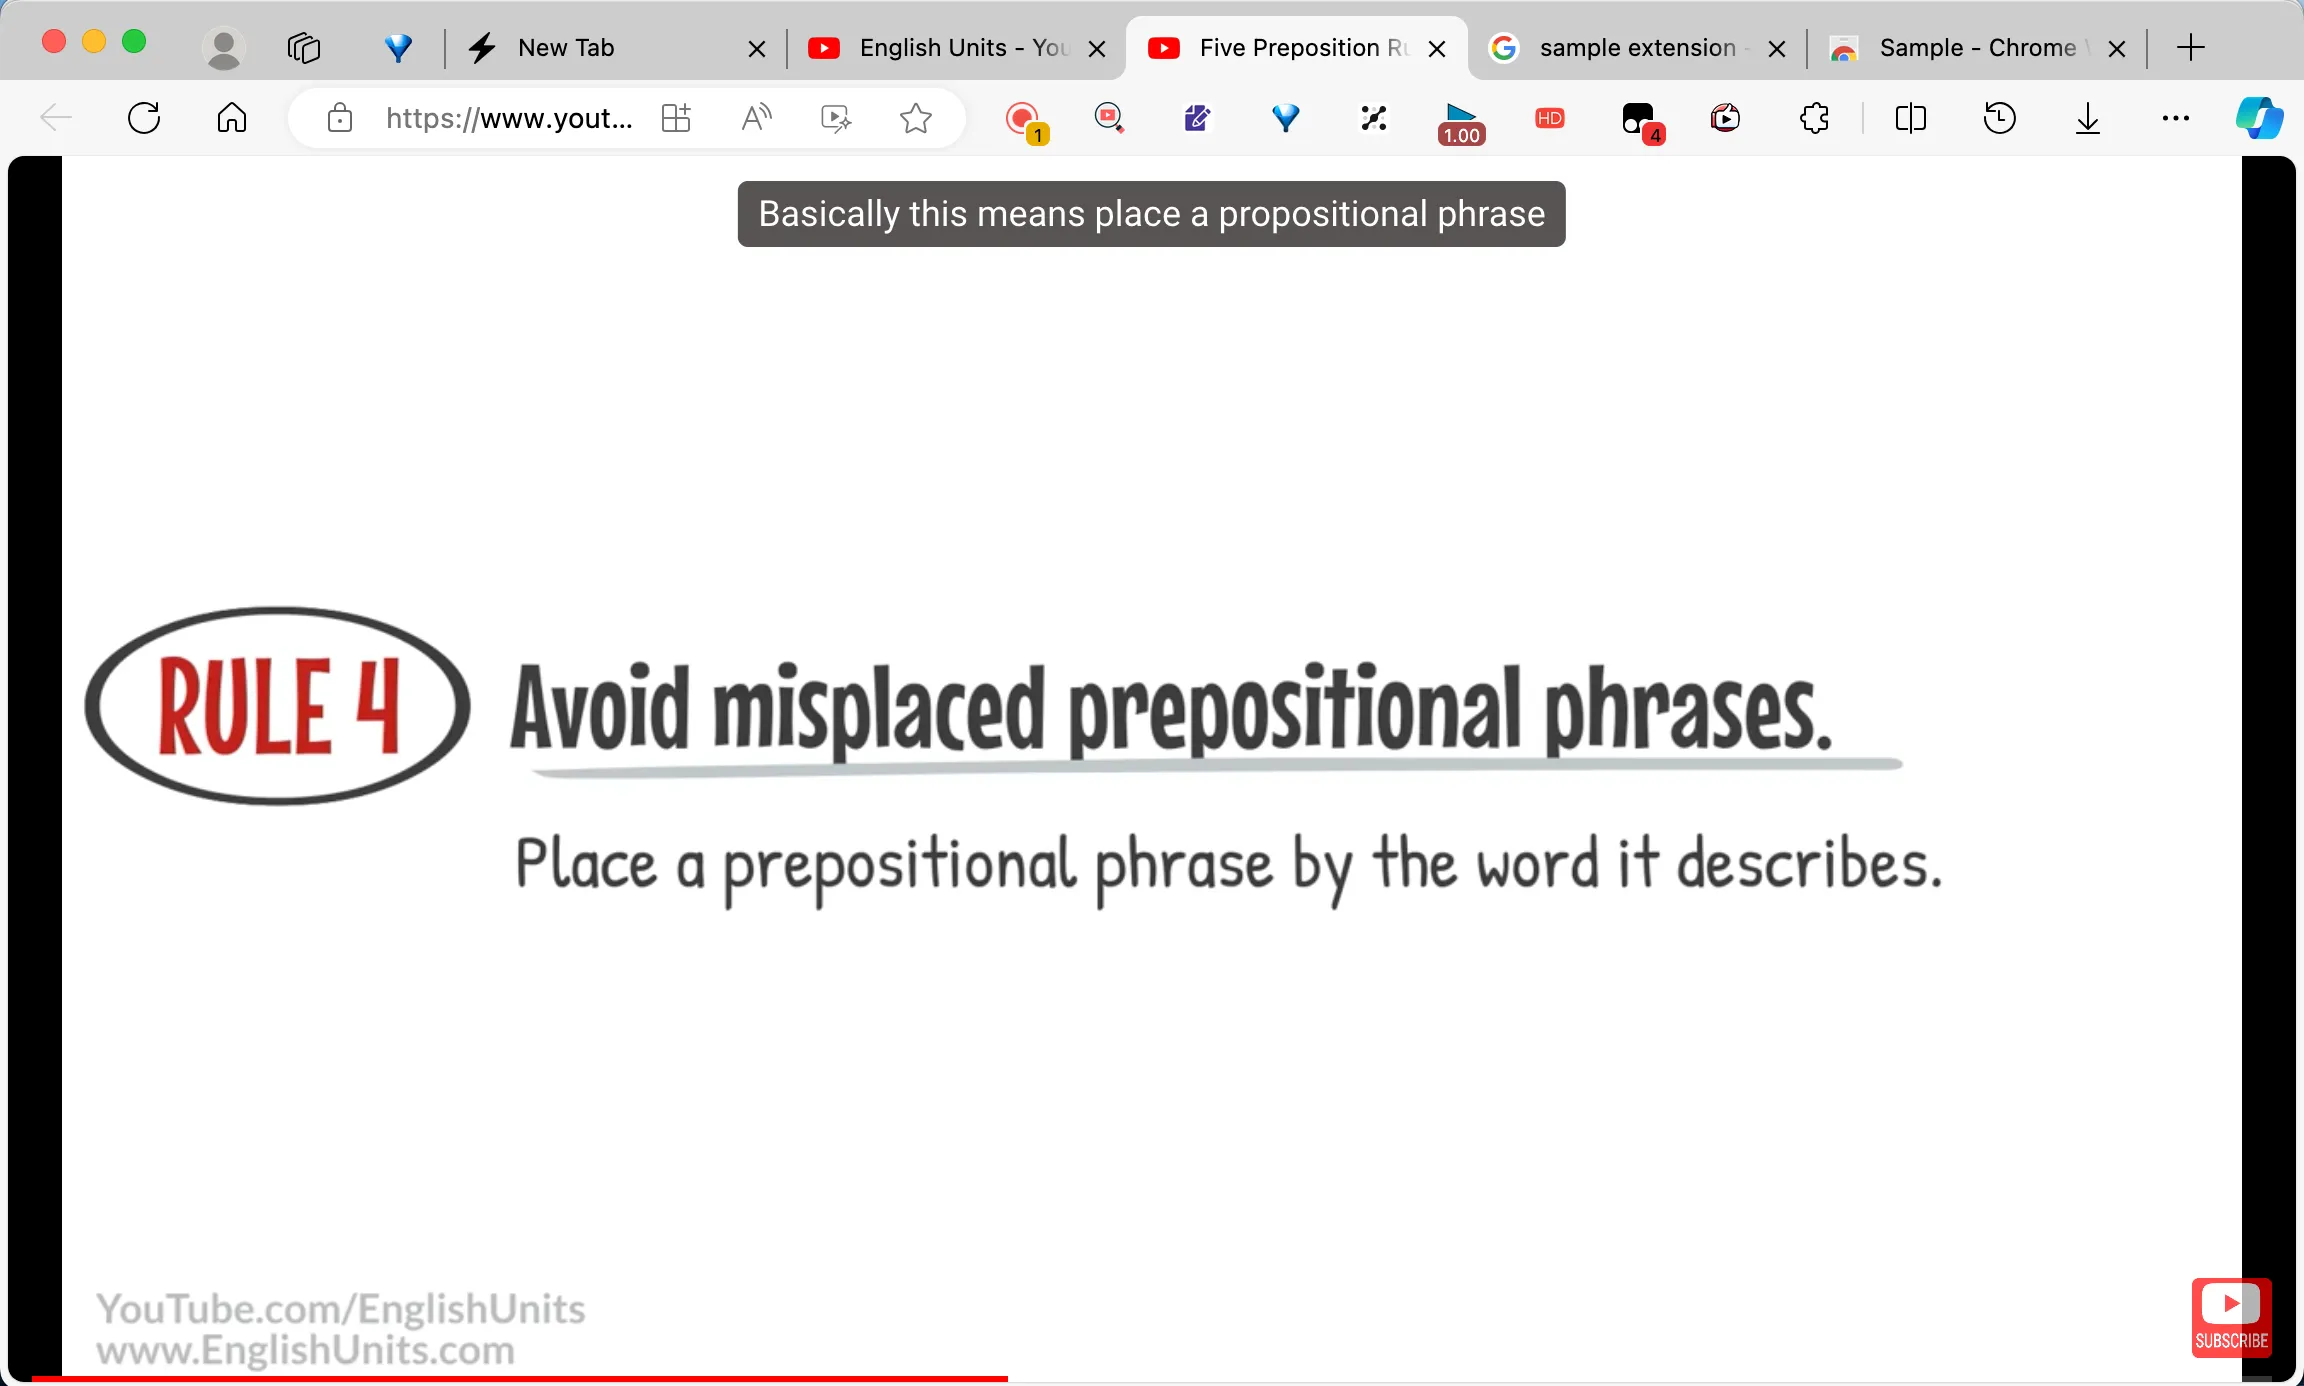 New Tab
English Units - You
Five Preposition Ru
sample extension -
Sample - Chrome
https://www.yout...
1
1.00
HD
4
Basically this means place a propositional phrase
RULE 4 Avoid misplaced prepositional phrases.
Place a prepositional phrase by the word it describes.
YouTube.com/EnglishUnits
www.EnglishUnits.com
SUBSCRIBE